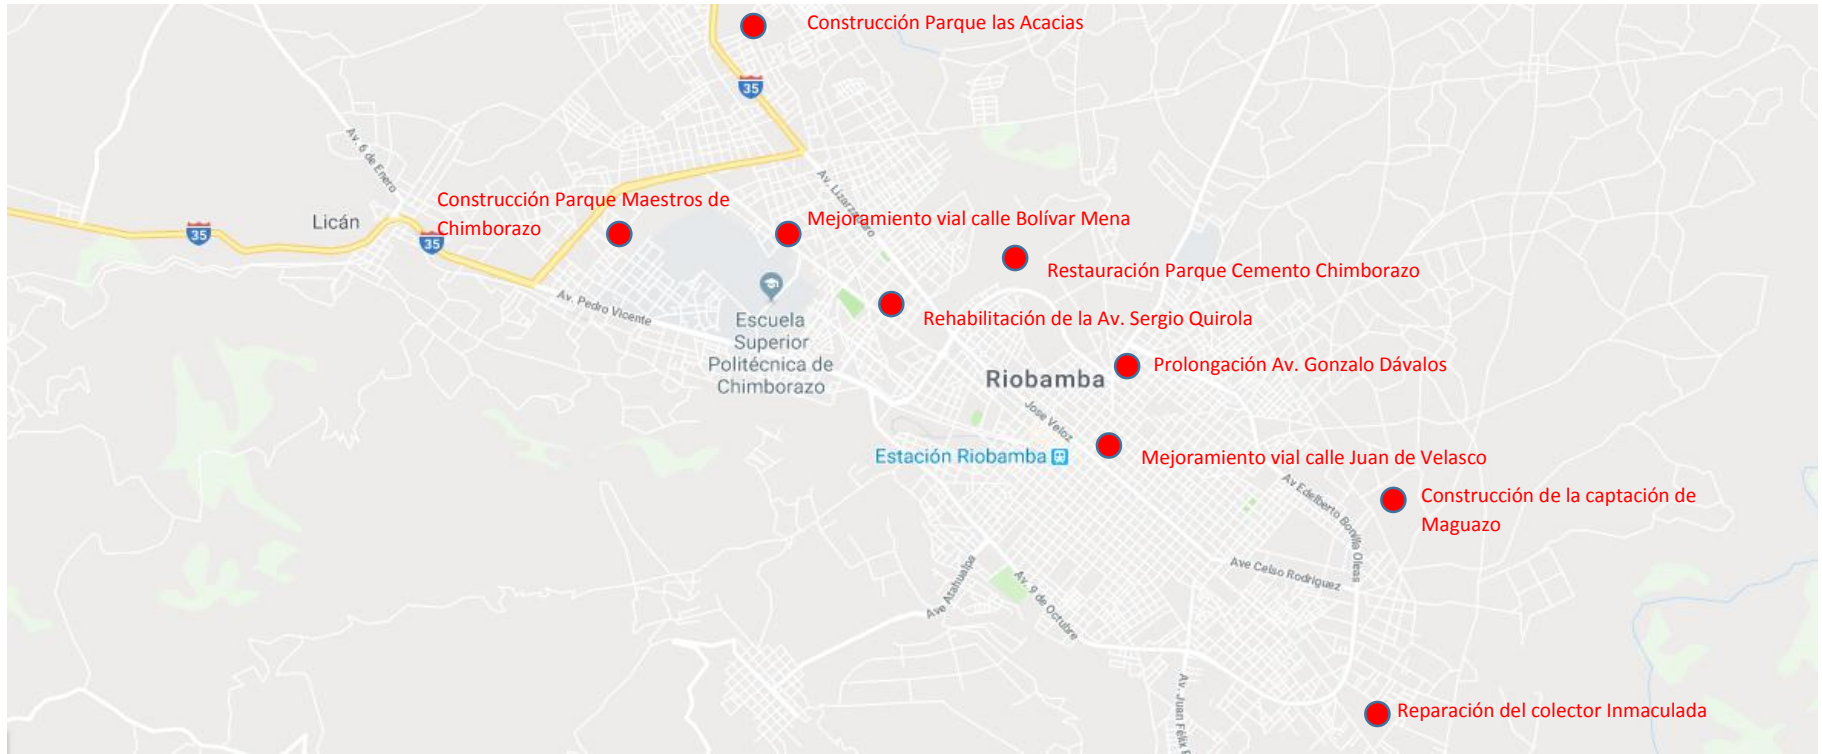 Construcción Parque las Acacias
35
Av. 6 de Enero
Construcción Parque Maestros de
Chimborazo
Av. Lizarzaburo
Licán
35
35
Mejoramiento vial calle Bolívar Mena
Restauración Parque Cemento Chimborazo
Av. Pedro Vicente
Escuela
Superior
Politécnica de
Chimborazo
Rehabilitación de la Av. Sergio Quirola
Prolongación Av. Gonzalo Dávalos
Riobamba
Jose Veloz
Estación Riobamba
Mejoramiento vial calle Juan de Velasco
Av Edelberto Bonilla Oleas
Construcción de la captación de
Maguazo
Ave Celso Rodriguez
Ave Atahualpa
Av. 9 de Octubre
Av. Juan Félix
Reparación del colector Inmaculada